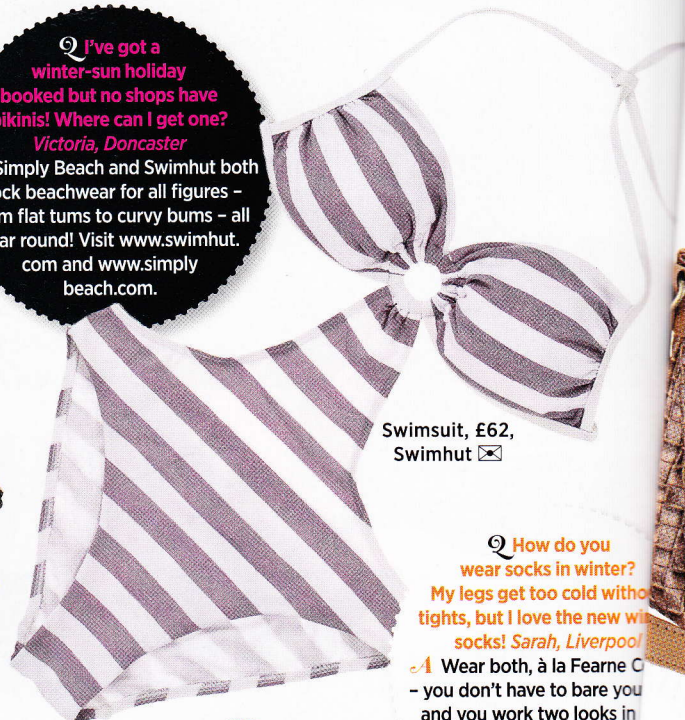 Q I've got a
winter-sun holiday
booked but no shops have
bikinis! Where can I get one?
Victoria, Doncaster
Simply Beach and Swimhut both
beachwear for all figures –
flat tums to curvy bums – all
round! Visit www.swimhut.
com and www.simply
beach.com.
Swimsuit, £62,
Swimhut
Q How do you
wear socks in winter?
My legs get too cold
tights, but I love the new
socks! Sarah, Liverpool
A Wear both, à la Fearne
– you don't have to bare
and you work two looks in